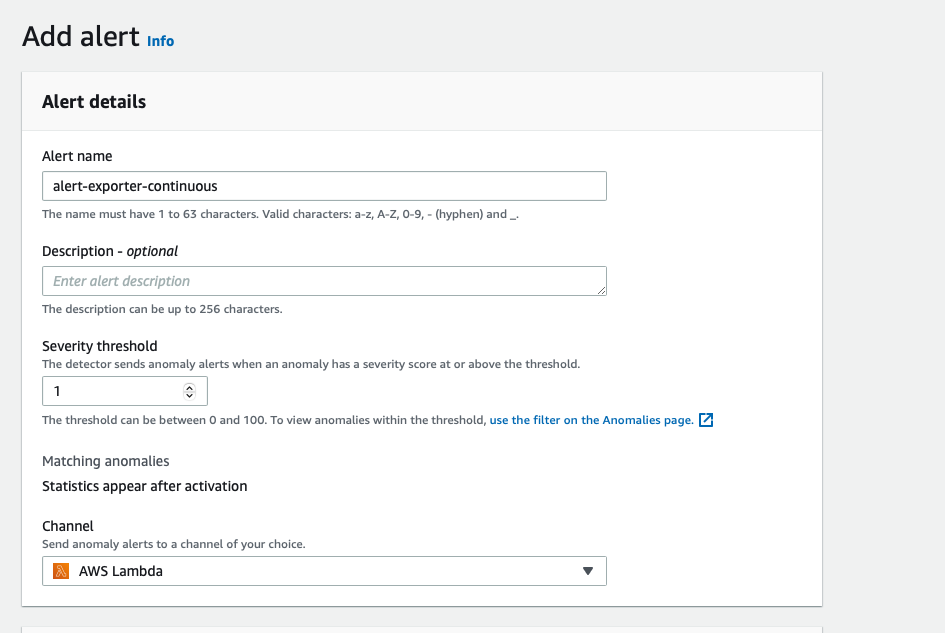 Add alert Info
Alert details
Alert name
alert-exporter-continuous
The name must have 1 to 63 characters. Valid characters: a-z, A-Z, 0-9, - (hyphen) and _.
Description - optional
Enter alert description
The description can be up to 256 characters.
Severity threshold
The detector sends anomaly alerts when an anomaly has a severity score at or above the threshold.
1
The threshold can be between 0 and 100. To view anomalies within the threshold, use the filter on the Anomalies page.
Matching anomalies
Statistics appear after activation
Channel
Send anomaly alerts to a channel of your choice.
AWS Lambda